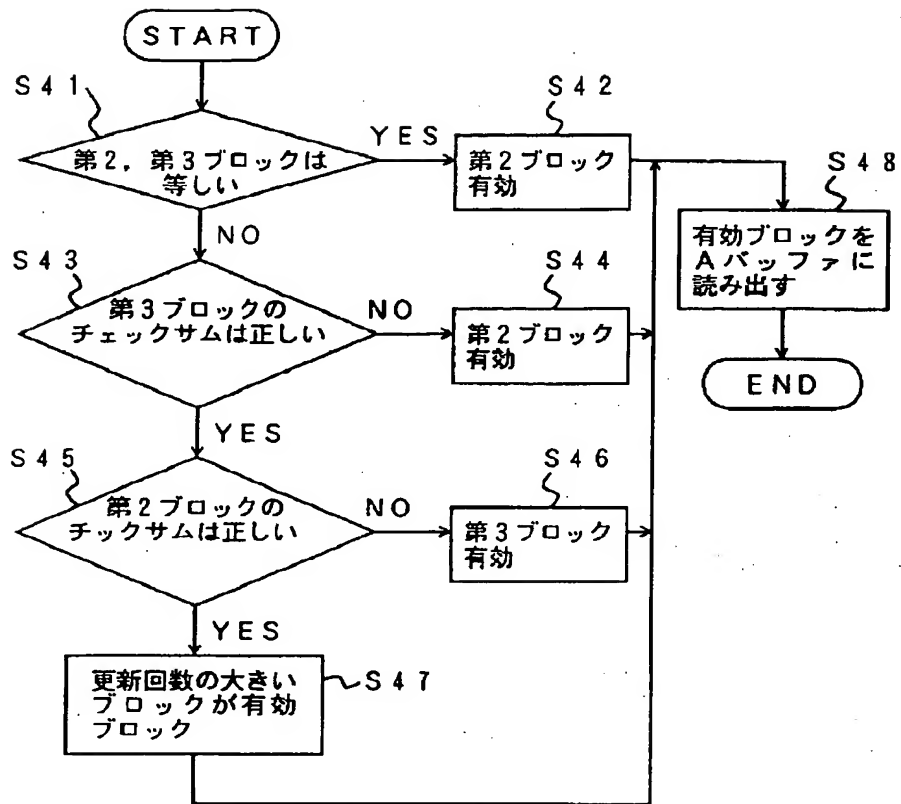 START
S41
第2，第3ブロックは
等しい
YES
S42
第2ブロック
有効
S48
有効ブロックを
Aバッファに
読み出す
END
NO
S43
第3ブロックの
チェックサムは正しい
NO
S44
第2ブロック
有効
YES
S45
第2ブロックの
チックサムは正しい
NO
S46
第3ブロック
有効
YES
更新回数の大きい
ブロックが有効
ブロック
S47